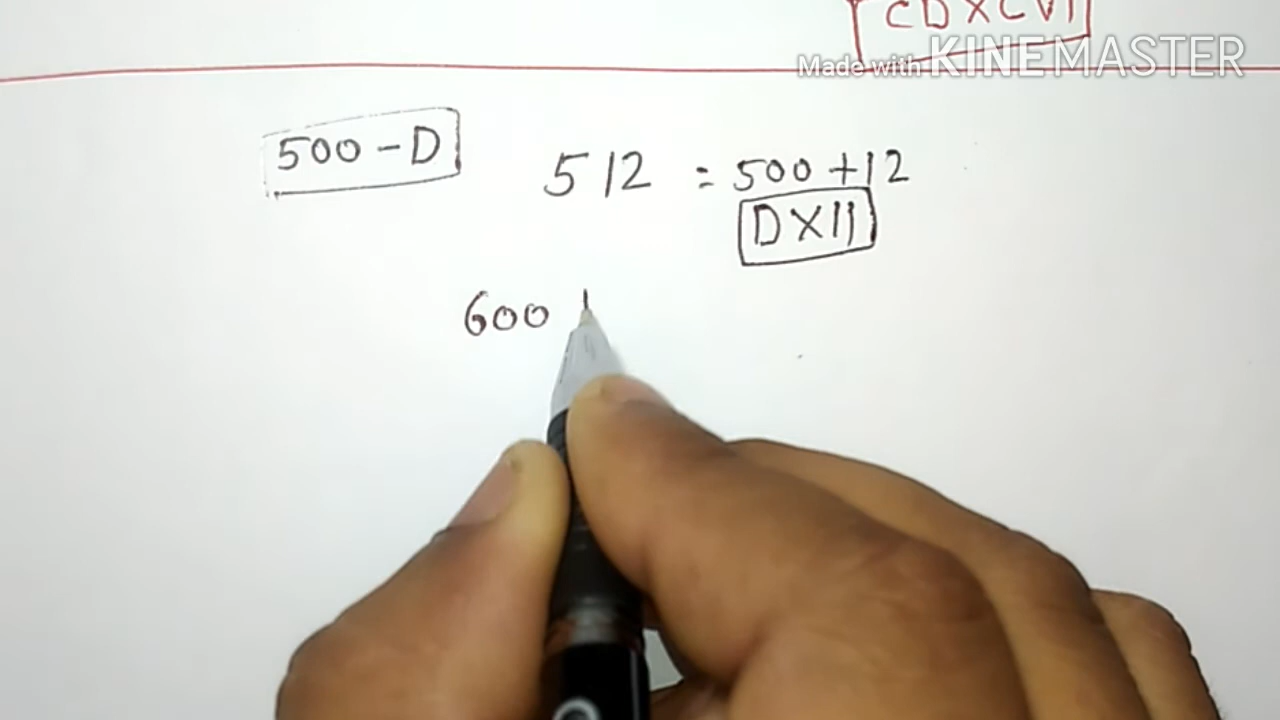 CDXCVI
Made with KINEMASTER
500 - D
512 = 500 + 12
DXII
600